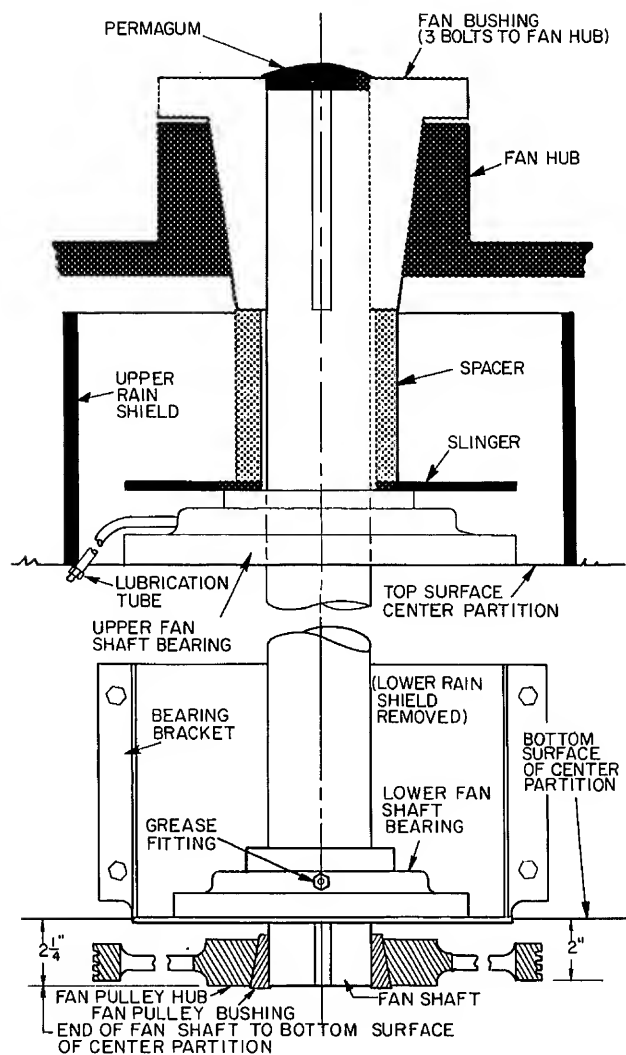 PERMAGUM
FAN BUSHING
(3 BOLTS TO FAN HUB)
FAN HUB
UPPER
RAIN
SHIELD
SPACER
SLINGER
LUBRICATION
TUBE
TOP SURFACE
CENTER PARTITION
UPPER FAN
SHAFT BEARING
(LOWER RAIN
SHIELD
REMOVED)
BEARING
BRACKET
BOTTOM
SURFACE
OF CENTER
PARTITION
LOWER FAN
SHAFT
BEARING
GREASE
FITTING
2 1/4"
2"
FAN PULLEY HUB
FAN SHAFT
FAN PULLEY BUSHING
END OF FAN SHAFT TO BOTTOM SURFACE
OF CENTER PARTITION